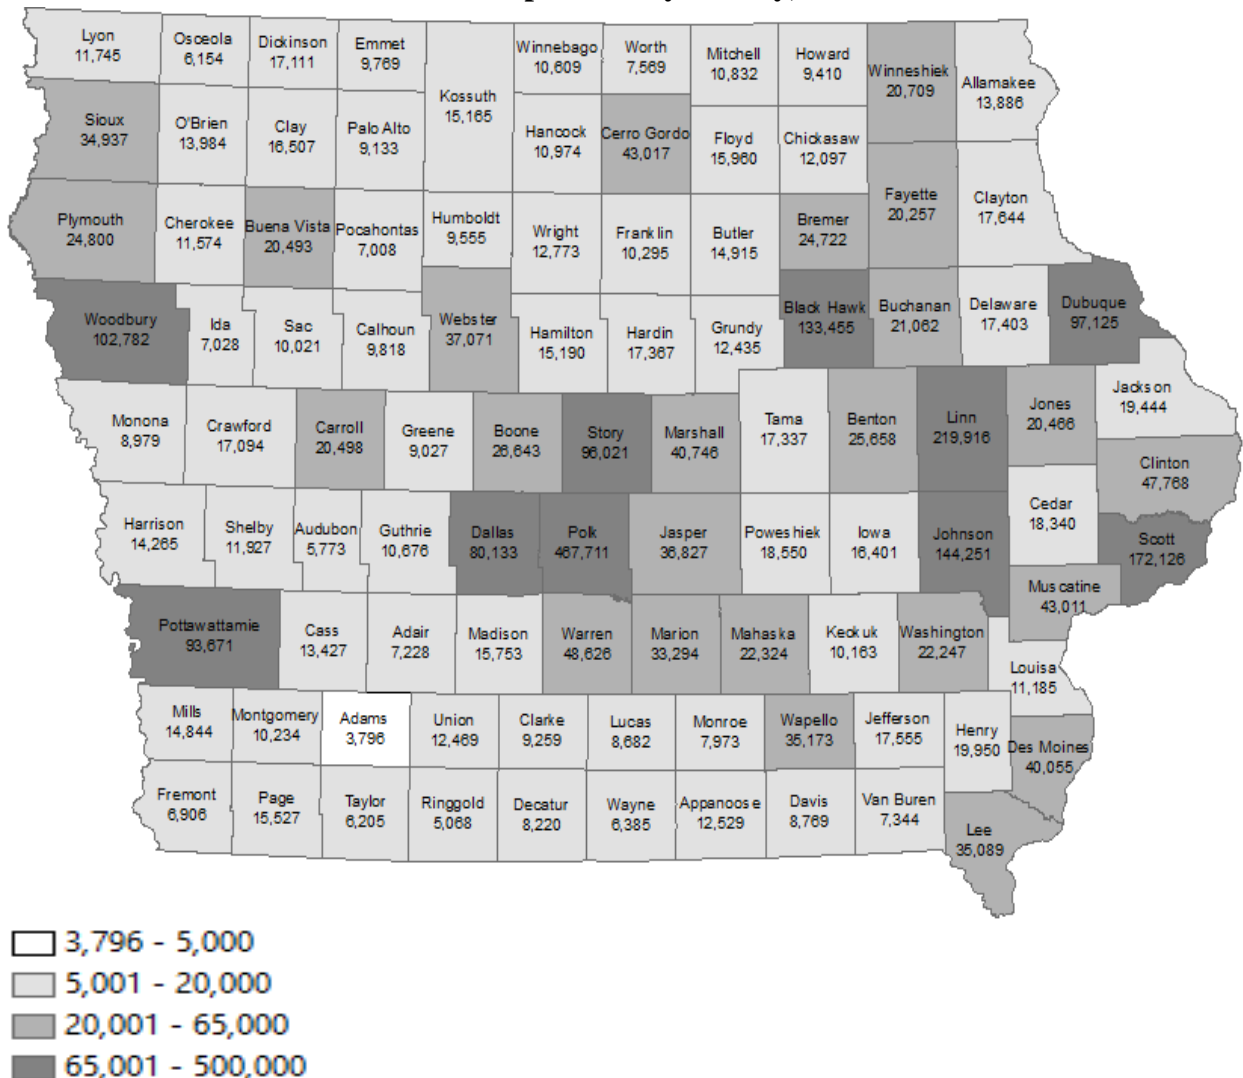 Lyon
11,745
Osceola
6,154
Dickinson
17,111
Emmet
9,769
Kossuth
15,165
Winnebago
10,609
Worth
7,569
Mitchell
10,832
Howard
9,410
Winneshiek
20,709
Allamakee
13,886
Sioux
34,937
O'Brien
13,984
Clay
16,507
Palo Alto
9,133
Hancock
10,974
Cerro Gordo
43,017
Floyd
15,960
Chickasaw
12,097
Fayette
20,257
Clayton
17,644
Plymouth
24,800
Cherokee
11,574
Buena Vista
20,493
Pocahontas
7,008
Humboldt
9,555
Wright
12,773
Franklin
10,295
Butler
14,915
Bremer
24,722
Woodbury
102,782
Ida
7,028
Sac
10,021
Calhoun
9,818
Webster
37,071
Hamilton
15,190
Hardin
17,367
Grundy
12,435
Black Hawk
133,455
Buchanan
21,062
Delaware
17,403
Dubuque
97,125
Monona
8,979
Crawford
17,094
Carroll
20,498
Greene
9,027
Boone
26,643
Story
96,021
Marshall
40,746
Tama
17,337
Benton
25,658
Linn
219,916
Jones
20,466
Jackson
19,444
Clinton
47,768
Harrison
14,265
Shelby
11,927
Audubon
5,773
Guthrie
10,676
Dallas
80,133
Polk
467,711
Jasper
36,827
Poweshiek
18,550
Iowa
16,401
Johnson
144,251
Cedar
18,340
Scott
172,126
Muscatine
43,011
Pottawattamie
93,671
Cass
13,427
Adair
7,228
Madison
15,753
Warren
48,626
Marion
33,294
Mahaska
22,324
Keokuk
10,163
Washington
22,247
Louisa
11,185
Mills
14,844
Montgomery
10,234
Adams
3,796
Union
12,469
Clarke
9,259
Lucas
8,682
Monroe
7,973
Wapello
35,173
Jefferson
17,555
Henry
19,950
Des Moines
40,055
Fremont
6,906
Page
15,527
Taylor
6,205
Ringgold
5,068
Decatur
8,220
Wayne
6,385
Appanoose
12,529
Davis
8,769
Van Buren
7,344
Lee
35,089
3,796 - 5,000
5,001 - 20,000
20,001 - 65,000
65,001 - 500,000